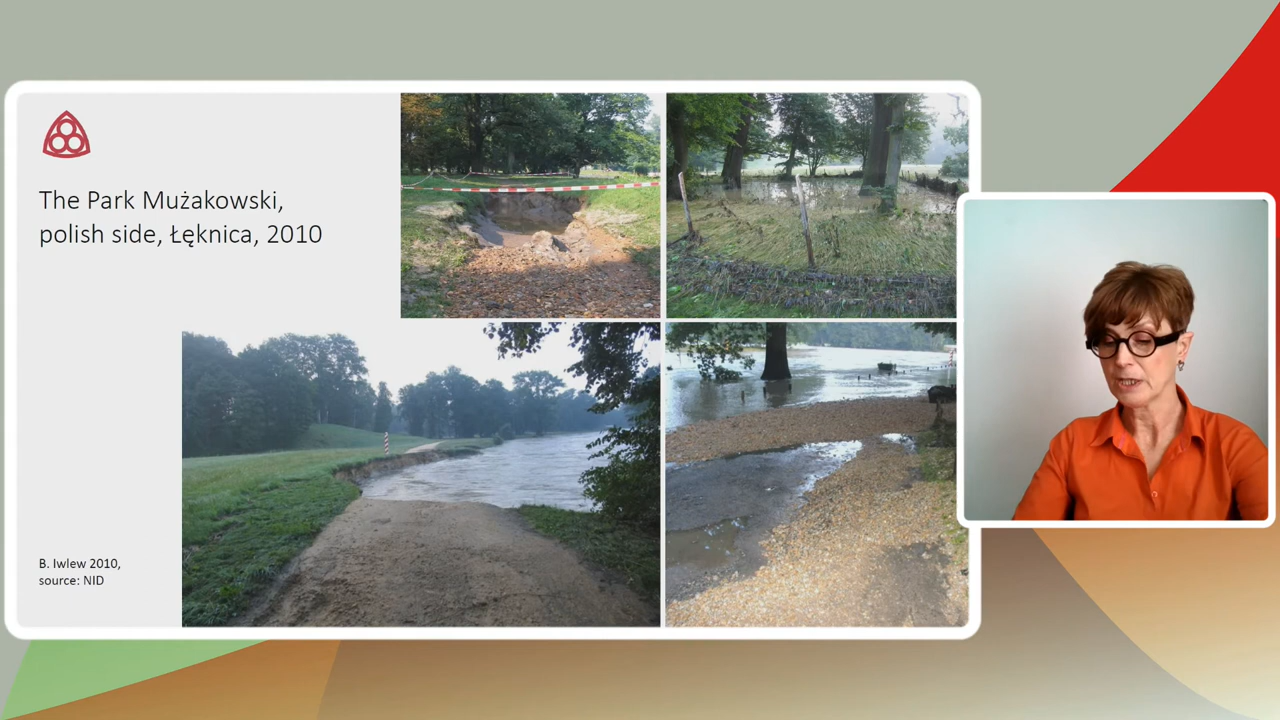 The Park Mużakowski,
polish side, Łęknica, 2010
B. Iwlew 2010,
source: NID